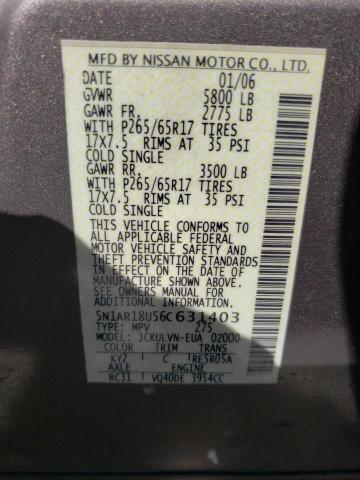 MFD BY NISSAN MOTOR CO., LTD.
DATE 01/06
GVWR 5800 LB
GAWR FR. 2775 LB
WITH P265/65R17 TIRES
17X7.5 RIMS AT 35 PSI
COLD SINGLE
GAWR RR. 3500 LB
WITH P265/65R17 TIRES
17X7.5 RIMS AT 35 PSI
COLD SINGLE
THIS VEHICLE CONFORMS TO
ALL APPLICABLE FEDERAL
MOTOR VEHICLE SAFETY AND
THEFT PREVENTION STANDARDS
IN EFFECT ON THE DATE OF
MANUFACTURE SHOWN ABOVE.
SEE OWNERS MANUAL FOR
ADDITIONAL INFORMATION
5N1AR18U56C631403
TYPE: MPV 275
MODEL: JCKULVN-EUA 02000
COLOR TRIM TRANS
KY2 C RE5R05A
AXLE ENGINE
RC31 VQ40DE 3954CC